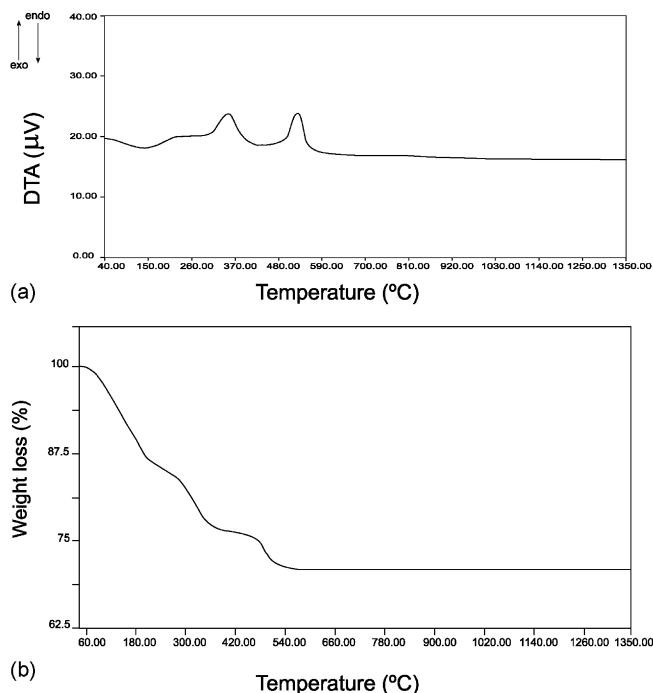 endo
exo
40.00
30.00
20.00
10.00
0.00
DTA (µV)
40.00 150.00 260.00 370.00 480.00 590.00 700.00 810.00 920.00 1030.00 1140.00 1250.00 1350.00
(a) Temperature (ºC)
100
87.5
75
62.5
Weight loss (%)
60.00 180.00 300.00 420.00 540.00 660.00 780.00 900.00 1020.00 1140.00 1260.00 1350.00
(b) Temperature (ºC)